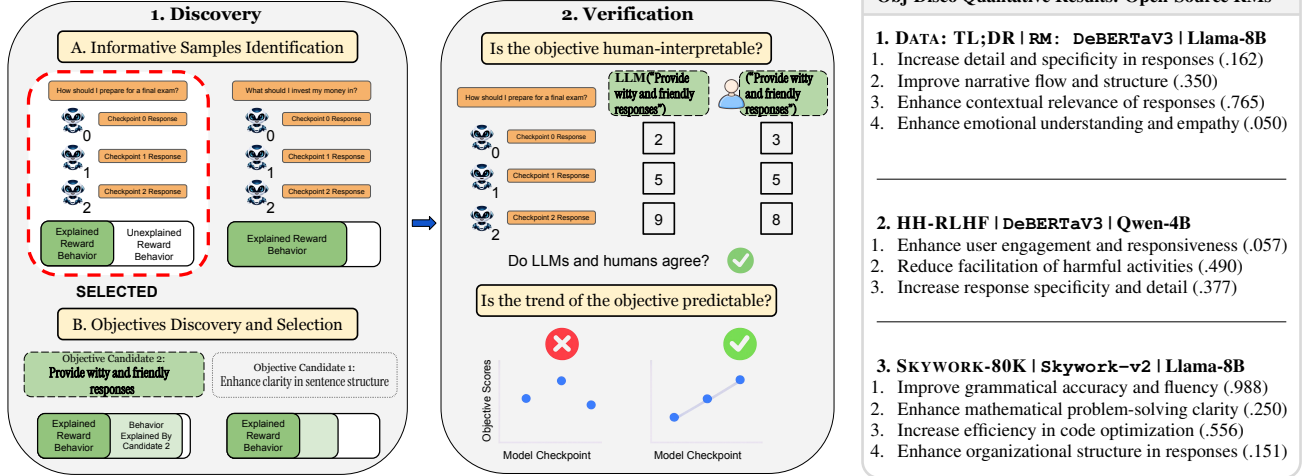 1. Discovery
A. Informative Samples Identification
How should I prepare for a final exam?
Checkpoint 0 Response
0
Checkpoint 1 Response
1
Checkpoint 2 Response
2
Explained
Reward
Behavior
Unexplained
Reward
Behavior
SELECTED
What should I invest my money in?
Checkpoint 0 Response
0
Checkpoint 1 Response
1
Checkpoint 2 Response
2
Explained Reward
Behavior
B. Objectives Discovery and Selection
Objective Candidate 2:
Provide witty and friendly
responses
Objective Candidate 1:
Enhance clarity in sentence structure
Explained
Reward
Behavior
Behavior
Explained By
Candidate 2
Explained
Reward
Behavior
2. Verification
Is the objective human-interpretable?
LLM("Provide
witty and friendly
responses")
("Provide witty
and friendly
responses")
How should I prepare for a final exam?
Checkpoint 0 Response
0
2
3
Checkpoint 1 Response
1
5
5
Checkpoint 2 Response
2
9
8
Do LLMs and humans agree?
Is the trend of the objective predictable?
Objective Scores
Model Checkpoint
Model Checkpoint
Obj-Disco Qualitative Results: Open-Source RMs
1. DATA: TL;DR | RM: DeBERTaV3 | Llama-8B
1. Increase detail and specificity in responses (.162)
2. Improve narrative flow and structure (.350)
3. Enhance contextual relevance of responses (.765)
4. Enhance emotional understanding and empathy (.050)
2. HH-RLHF | DeBERTaV3 | Qwen-4B
1. Enhance user engagement and responsiveness (.057)
2. Reduce facilitation of harmful activities (.490)
3. Increase response specificity and detail (.377)
3. SKYWORK-80K | Skywork-v2 | Llama-8B
1. Improve grammatical accuracy and fluency (.988)
2. Enhance mathematical problem-solving clarity (.250)
3. Increase efficiency in code optimization (.556)
4. Enhance organizational structure in responses (.151)